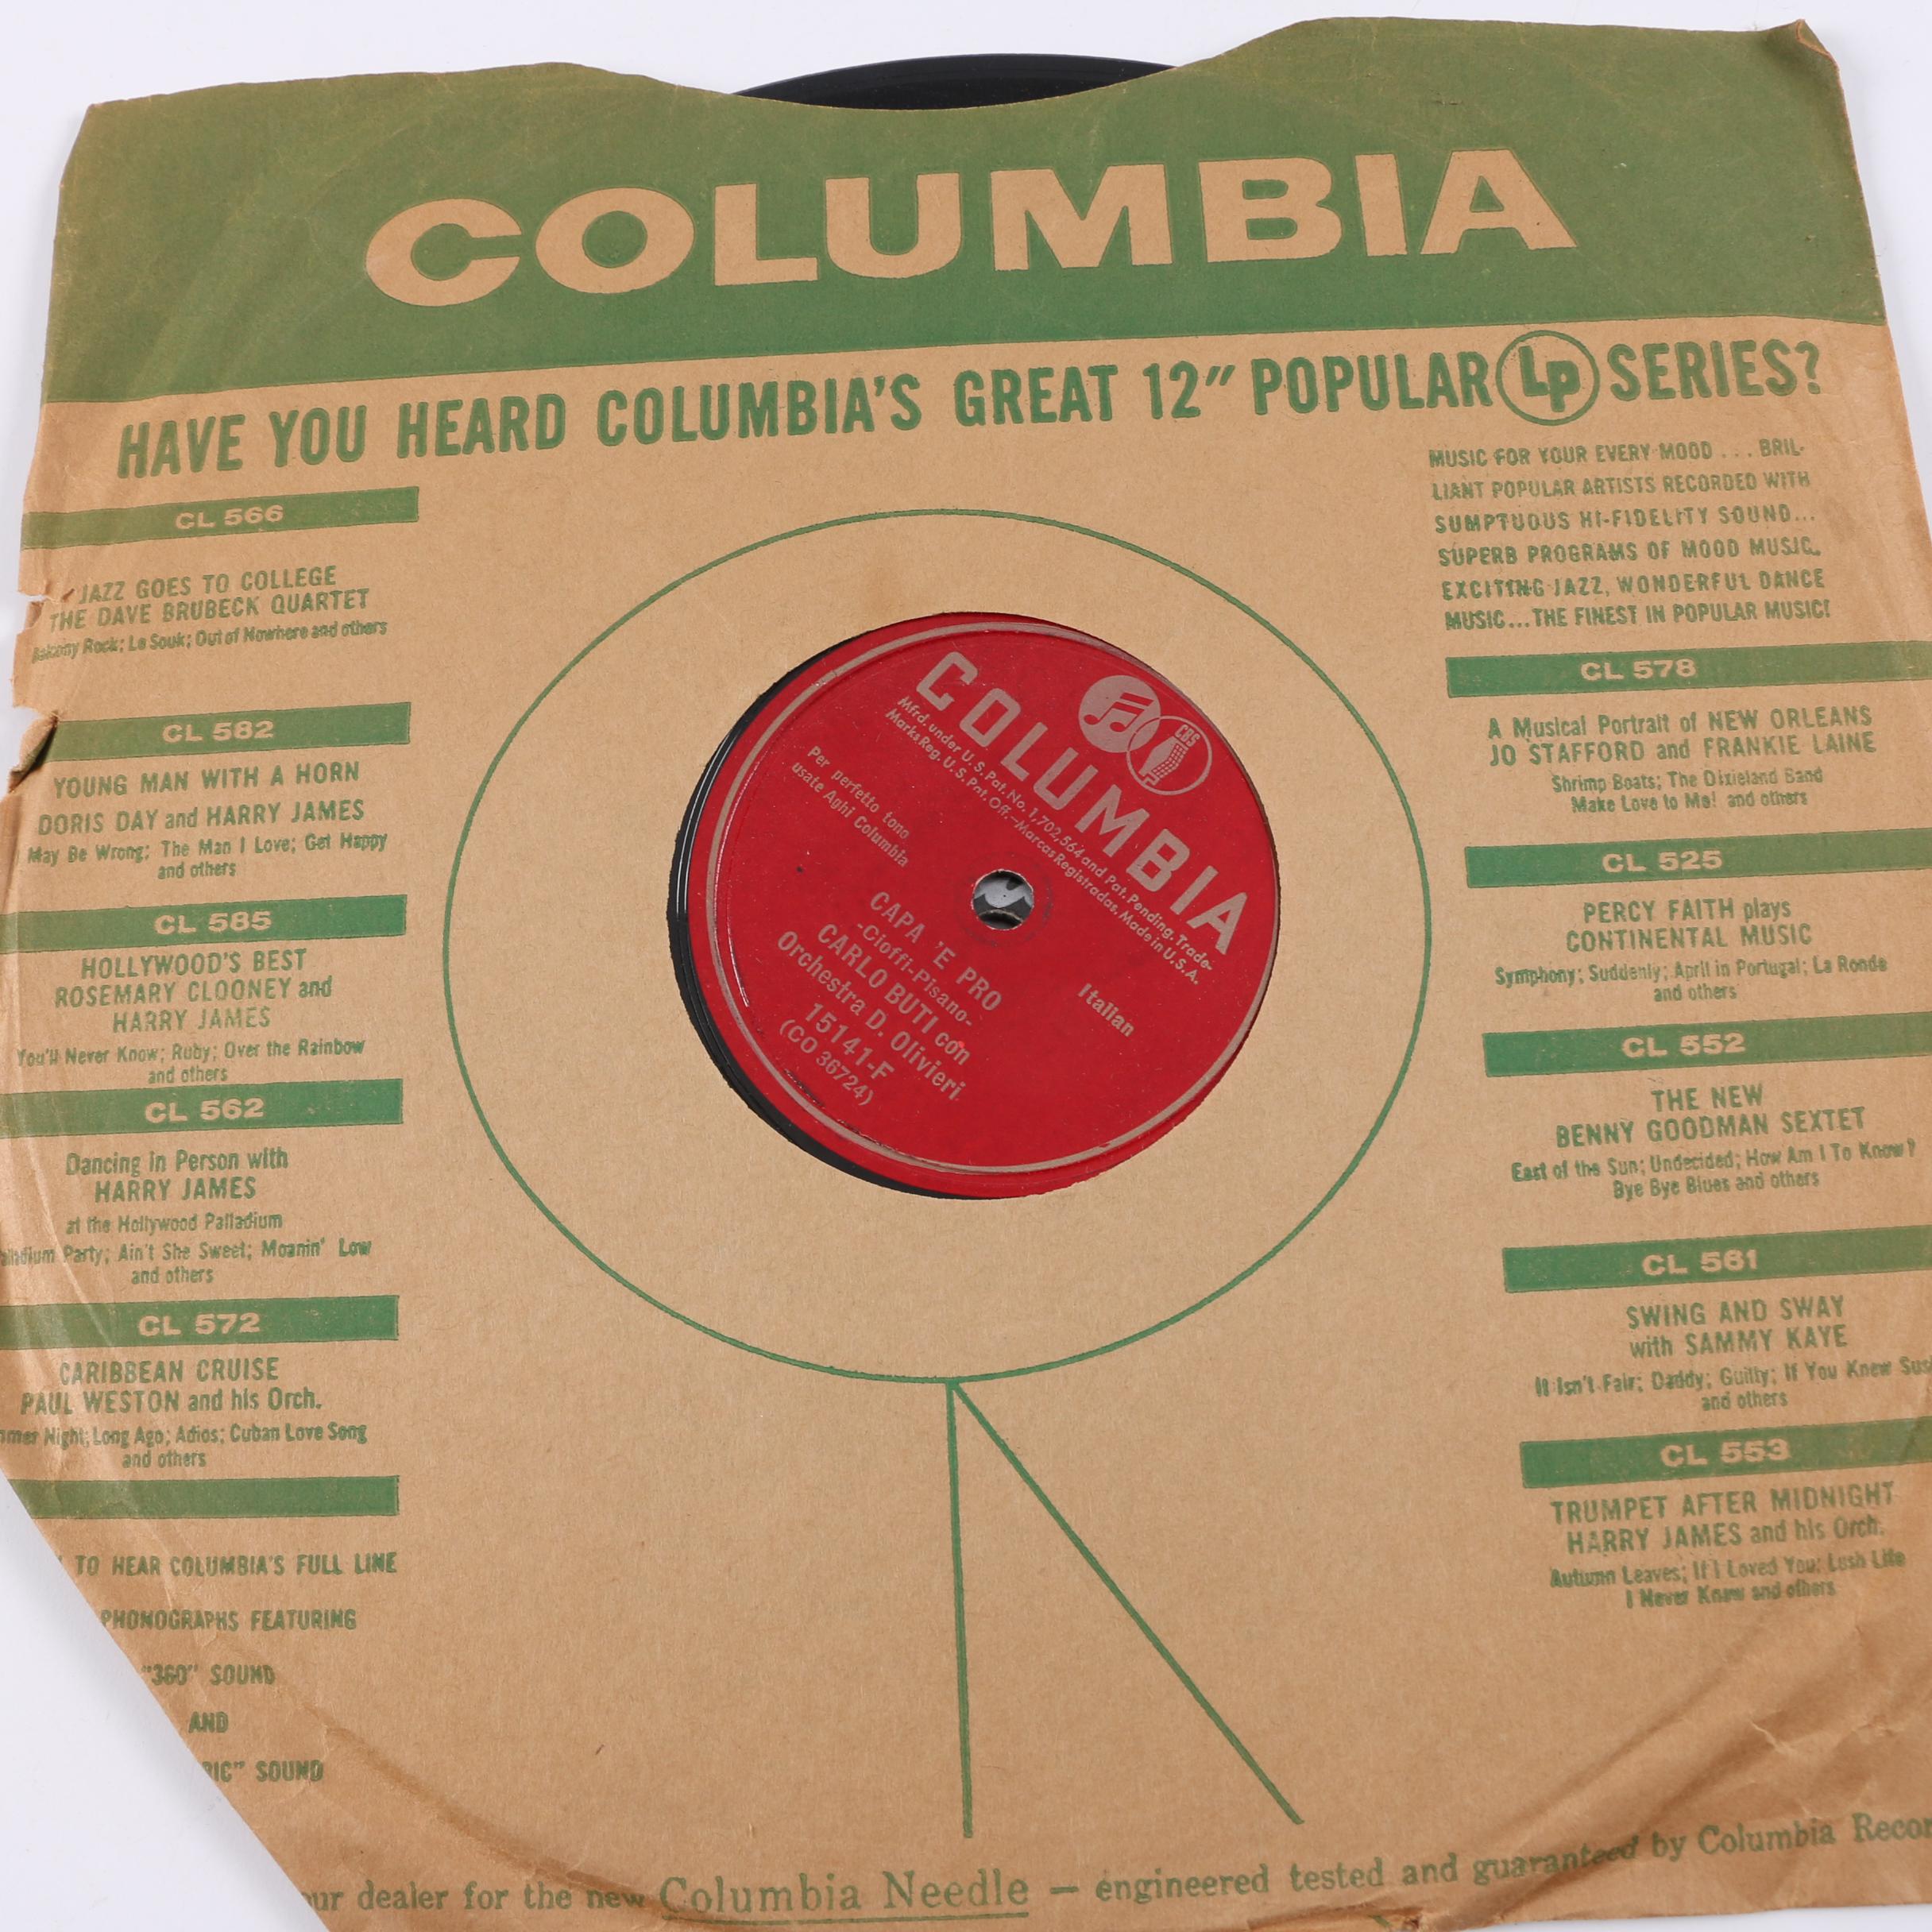 COLUMBIA
HAVE YOU HEARD COLUMBIA'S GREAT 12" POPULAR Lp SERIES?
CL 566
JAZZ GOES TO COLLEGE
THE DAVE BRUBECK QUARTET
Balcony Rock; Le Souk; Out of Nowhere and others
CL 582
YOUNG MAN WITH A HORN
DORIS DAY and HARRY JAMES
May Be Wrong; The Man I Love; Get Happy
and others
CL 585
HOLLYWOOD'S BEST
ROSEMARY CLOONEY and
HARRY JAMES
You'll Never Know; Ruby; Over the Rainbow
and others
CL 562
Dancing in Person with
HARRY JAMES
at the Hollywood Palladium
Party; Ain't She Sweet; Moanin' Low
and others
CL 572
CARIBBEAN CRUISE
PAUL WESTON and his Orch.
Night; Long Ago; Adios; Cuban Love Song
and others
TO HEAR COLUMBIA'S FULL LINE
PHONOGRAPHS FEATURING
"360" SOUND
AND
RIC" SOUND
MUSIC FOR YOUR EVERY MOOD ... BRIL-
LIANT POPULAR ARTISTS RECORDED WITH
SUMPTUOUS HI-FIDELITY SOUND...
SUPERB PROGRAMS OF MOOD MUSIC,
EXCITING JAZZ, WONDERFUL DANCE
MUSIC...THE FINEST IN POPULAR MUSIC!
CL 578
A Musical Portrait of NEW ORLEANS
JO STAFFORD and FRANKIE LAINE
Shrimp Boats; The Dixieland Band
Make Love to Me! and others
CL 525
PERCY FAITH plays
CONTINENTAL MUSIC
Symphony; Suddenly; April in Portugal; La Ronde
and others
CL 552
THE NEW
BENNY GOODMAN SEXTET
East of the Sun; Undecided; How Am I To Know?
Bye Bye Blues and others
CL 561
SWING AND SWAY
with SAMMY KAYE
It Isn't Fair; Daddy; Guilty; If You Knew Susi
and others
CL 553
TRUMPET AFTER MIDNIGHT
HARRY JAMES and his Orch.
Autumn Leaves; If I Loved You; Lush Life
I Never Knew and others
COLUMBIA
CBS
Mfrd. under U.S. Pat. No. 1,702,564 and Pat. Pending. Trade-
Marks Reg. U.S. Pat. Off.—Marcas Registradas. Made in U.S.A.
Per perfetto tono
usate Aghi Columbia
Italian
CAPA 'E PRO
-Cioffi-Pisano-
CARLO BUTI con
Orchestra D. Olivieri
15141-F
(CO 36724)
our dealer for the new Columbia Needle — engineered tested and guaranteed by Columbia Recor